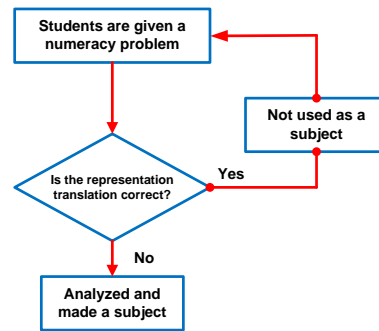 Students are given a
numeracy problem
Not used as a
subject
Is the representation
translation correct?
Yes
No
Analyzed and
made a subject